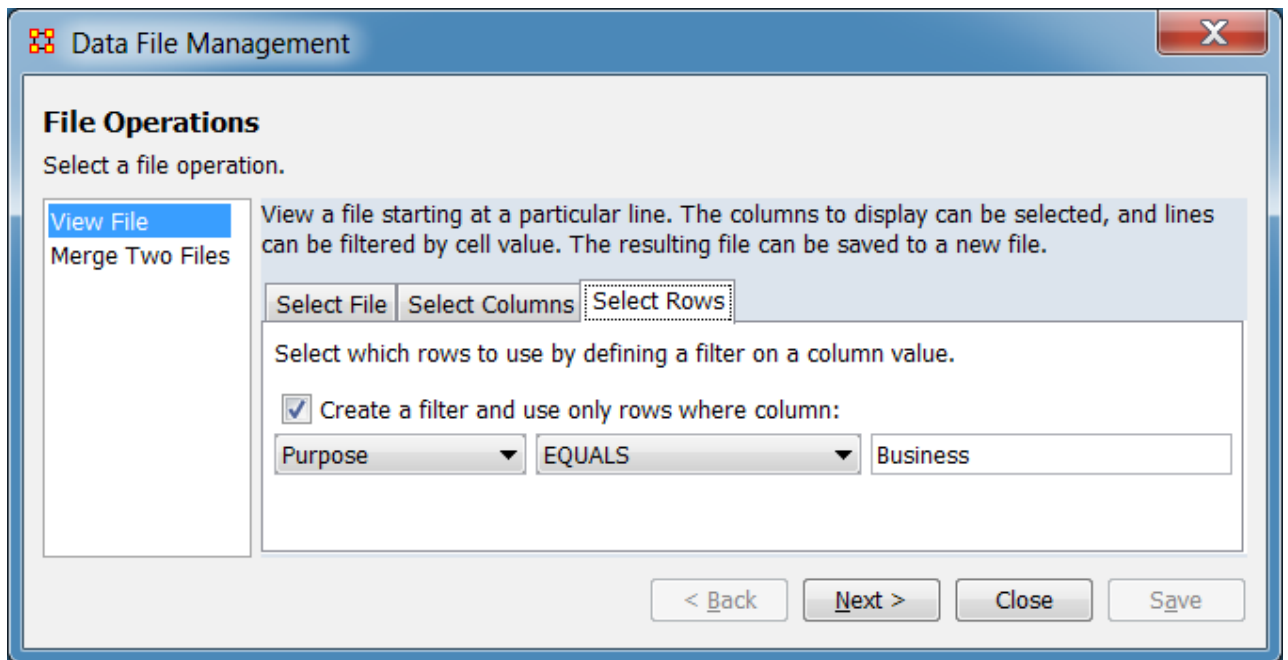 Data File Management
X
File Operations
Select a file operation.
View File
Merge Two Files
View a file starting at a particular line. The columns to display can be selected, and lines
can be filtered by cell value. The resulting file can be saved to a new file.
Select File Select Columns Select Rows
Select which rows to use by defining a filter on a column value.
Create a filter and use only rows where column:
Purpose EQUALS Business
< Back Next > Close Save